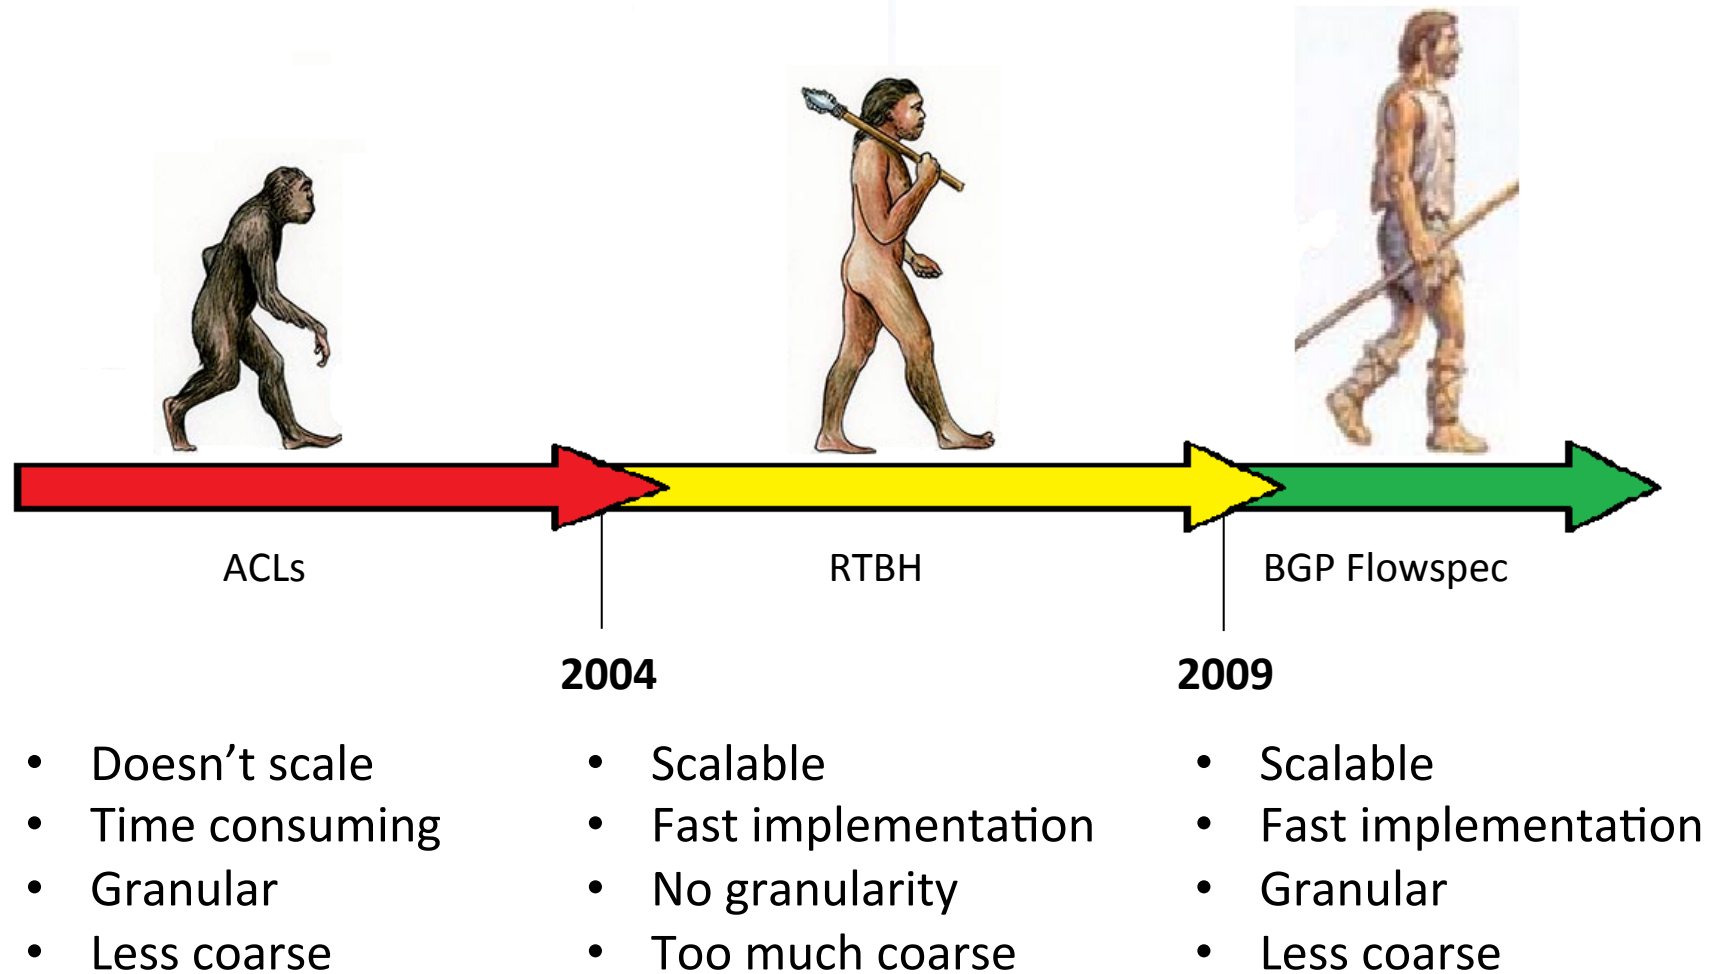 ACLs
RTBH
BGP Flowspec
2004
2009
• Doesn’t scale
• Time consuming
• Granular
• Less coarse
• Scalable
• Fast implementation
• No granularity
• Too much coarse
• Scalable
• Fast implementation
• Granular
• Less coarse